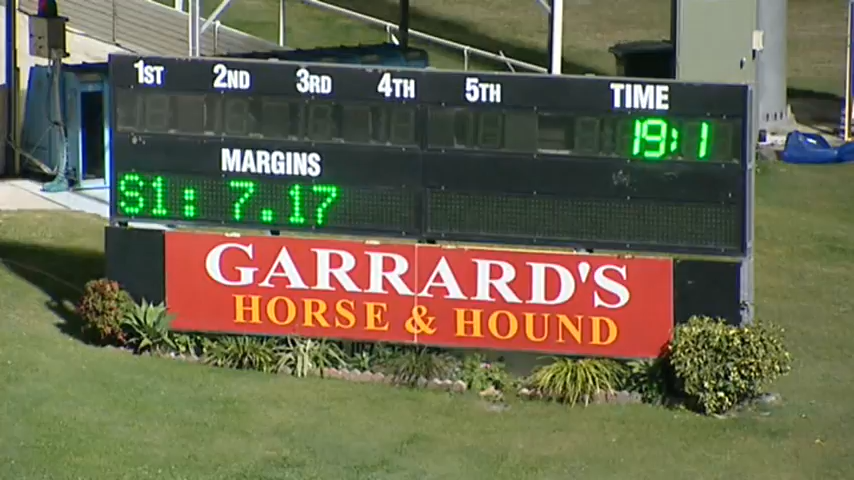 1ST 2ND 3RD 4TH 5TH TIME
19:1
MARGINS
S1: 7.17
GARRARD'S
HORSE & HOUND